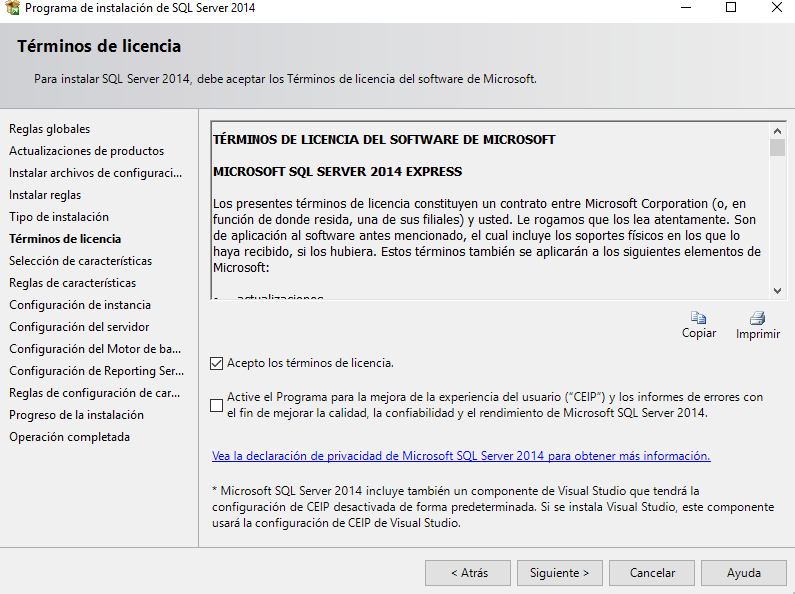 Programa de instalación de SQL Server 2014
Términos de licencia
Para instalar SQL Server 2014, debe aceptar los Términos de licencia del software de Microsoft.
Reglas globales
Actualizaciones de productos
Instalar archivos de configuraci...
Instalar reglas
Tipo de instalación
Términos de licencia
Selección de características
Reglas de características
Configuración de instancia
Configuración del servidor
Configuración del Motor de ba...
Configuración de Reporting Ser...
Reglas de configuración de car...
Progreso de la instalación
Operación completada
TÉRMINOS DE LICENCIA DEL SOFTWARE DE MICROSOFT
MICROSOFT SQL SERVER 2014 EXPRESS
Los presentes términos de licencia constituyen un contrato entre Microsoft Corporation (o, en
función de donde resida, una de sus filiales) y usted. Le rogamos que los lea atentamente. Son
de aplicación al software antes mencionado, el cual incluye los soportes físicos en los que lo
haya recibido, si los hubiera. Estos términos también se aplicarán a los siguientes elementos de
Microsoft:
• actualizaciones
Copiar
Imprimir
Acepto los términos de licencia.
Active el Programa para la mejora de la experiencia del usuario ("CEIP") y los informes de errores con
el fin de mejorar la calidad, la confiabilidad y el rendimiento de Microsoft SQL Server 2014.
Vea la declaración de privacidad de Microsoft SQL Server 2014 para obtener más información.
* Microsoft SQL Server 2014 incluye también un componente de Visual Studio que tendrá la
configuración de CEIP desactivada de forma predeterminada. Si se instala Visual Studio, este componente
usará la configuración de CEIP de Visual Studio.
< Atrás
Siguiente >
Cancelar
Ayuda